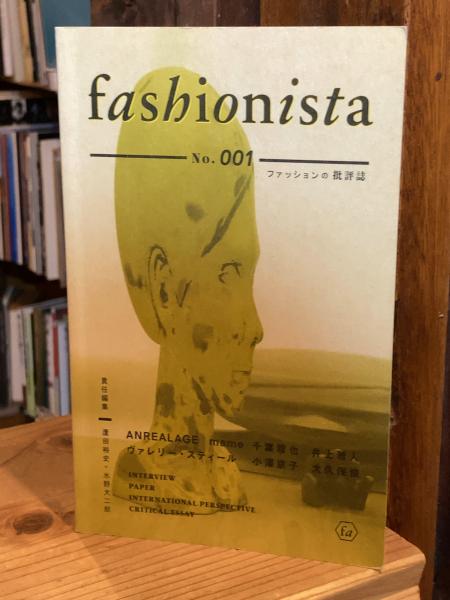 fashionista
No. 001
ファッションの 批評誌
責任編集
蘆田裕史・水野大二郎
ANREALAGE mame 千葉雅也 井上雅人
ヴァレリー・スティール 小澤京子 大久保俊
INTERVIEW
PAPER
INTERNATIONAL PERSPECTIVE
CRITICAL ESSAY
fa